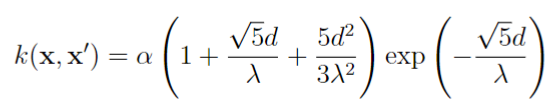 k(x, x′) = α (1 + √5d/λ + 5d²/3λ²) exp (−√5d/λ)